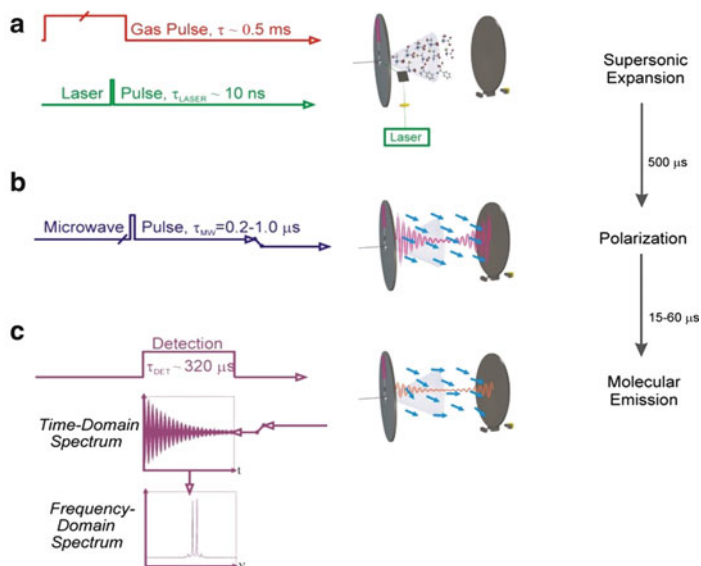 a
Gas Pulse, τ ~ 0.5 ms
Laser Pulse, τLASER ~ 10 ns
Laser
Supersonic
Expansion
500 μs
b
Microwave Pulse, τMW=0.2-1.0 μs
Polarization
15-60 μs
c
Detection
τDET ~ 320 μs
Molecular
Emission
Time-Domain
Spectrum
t
Frequency-
Domain
Spectrum